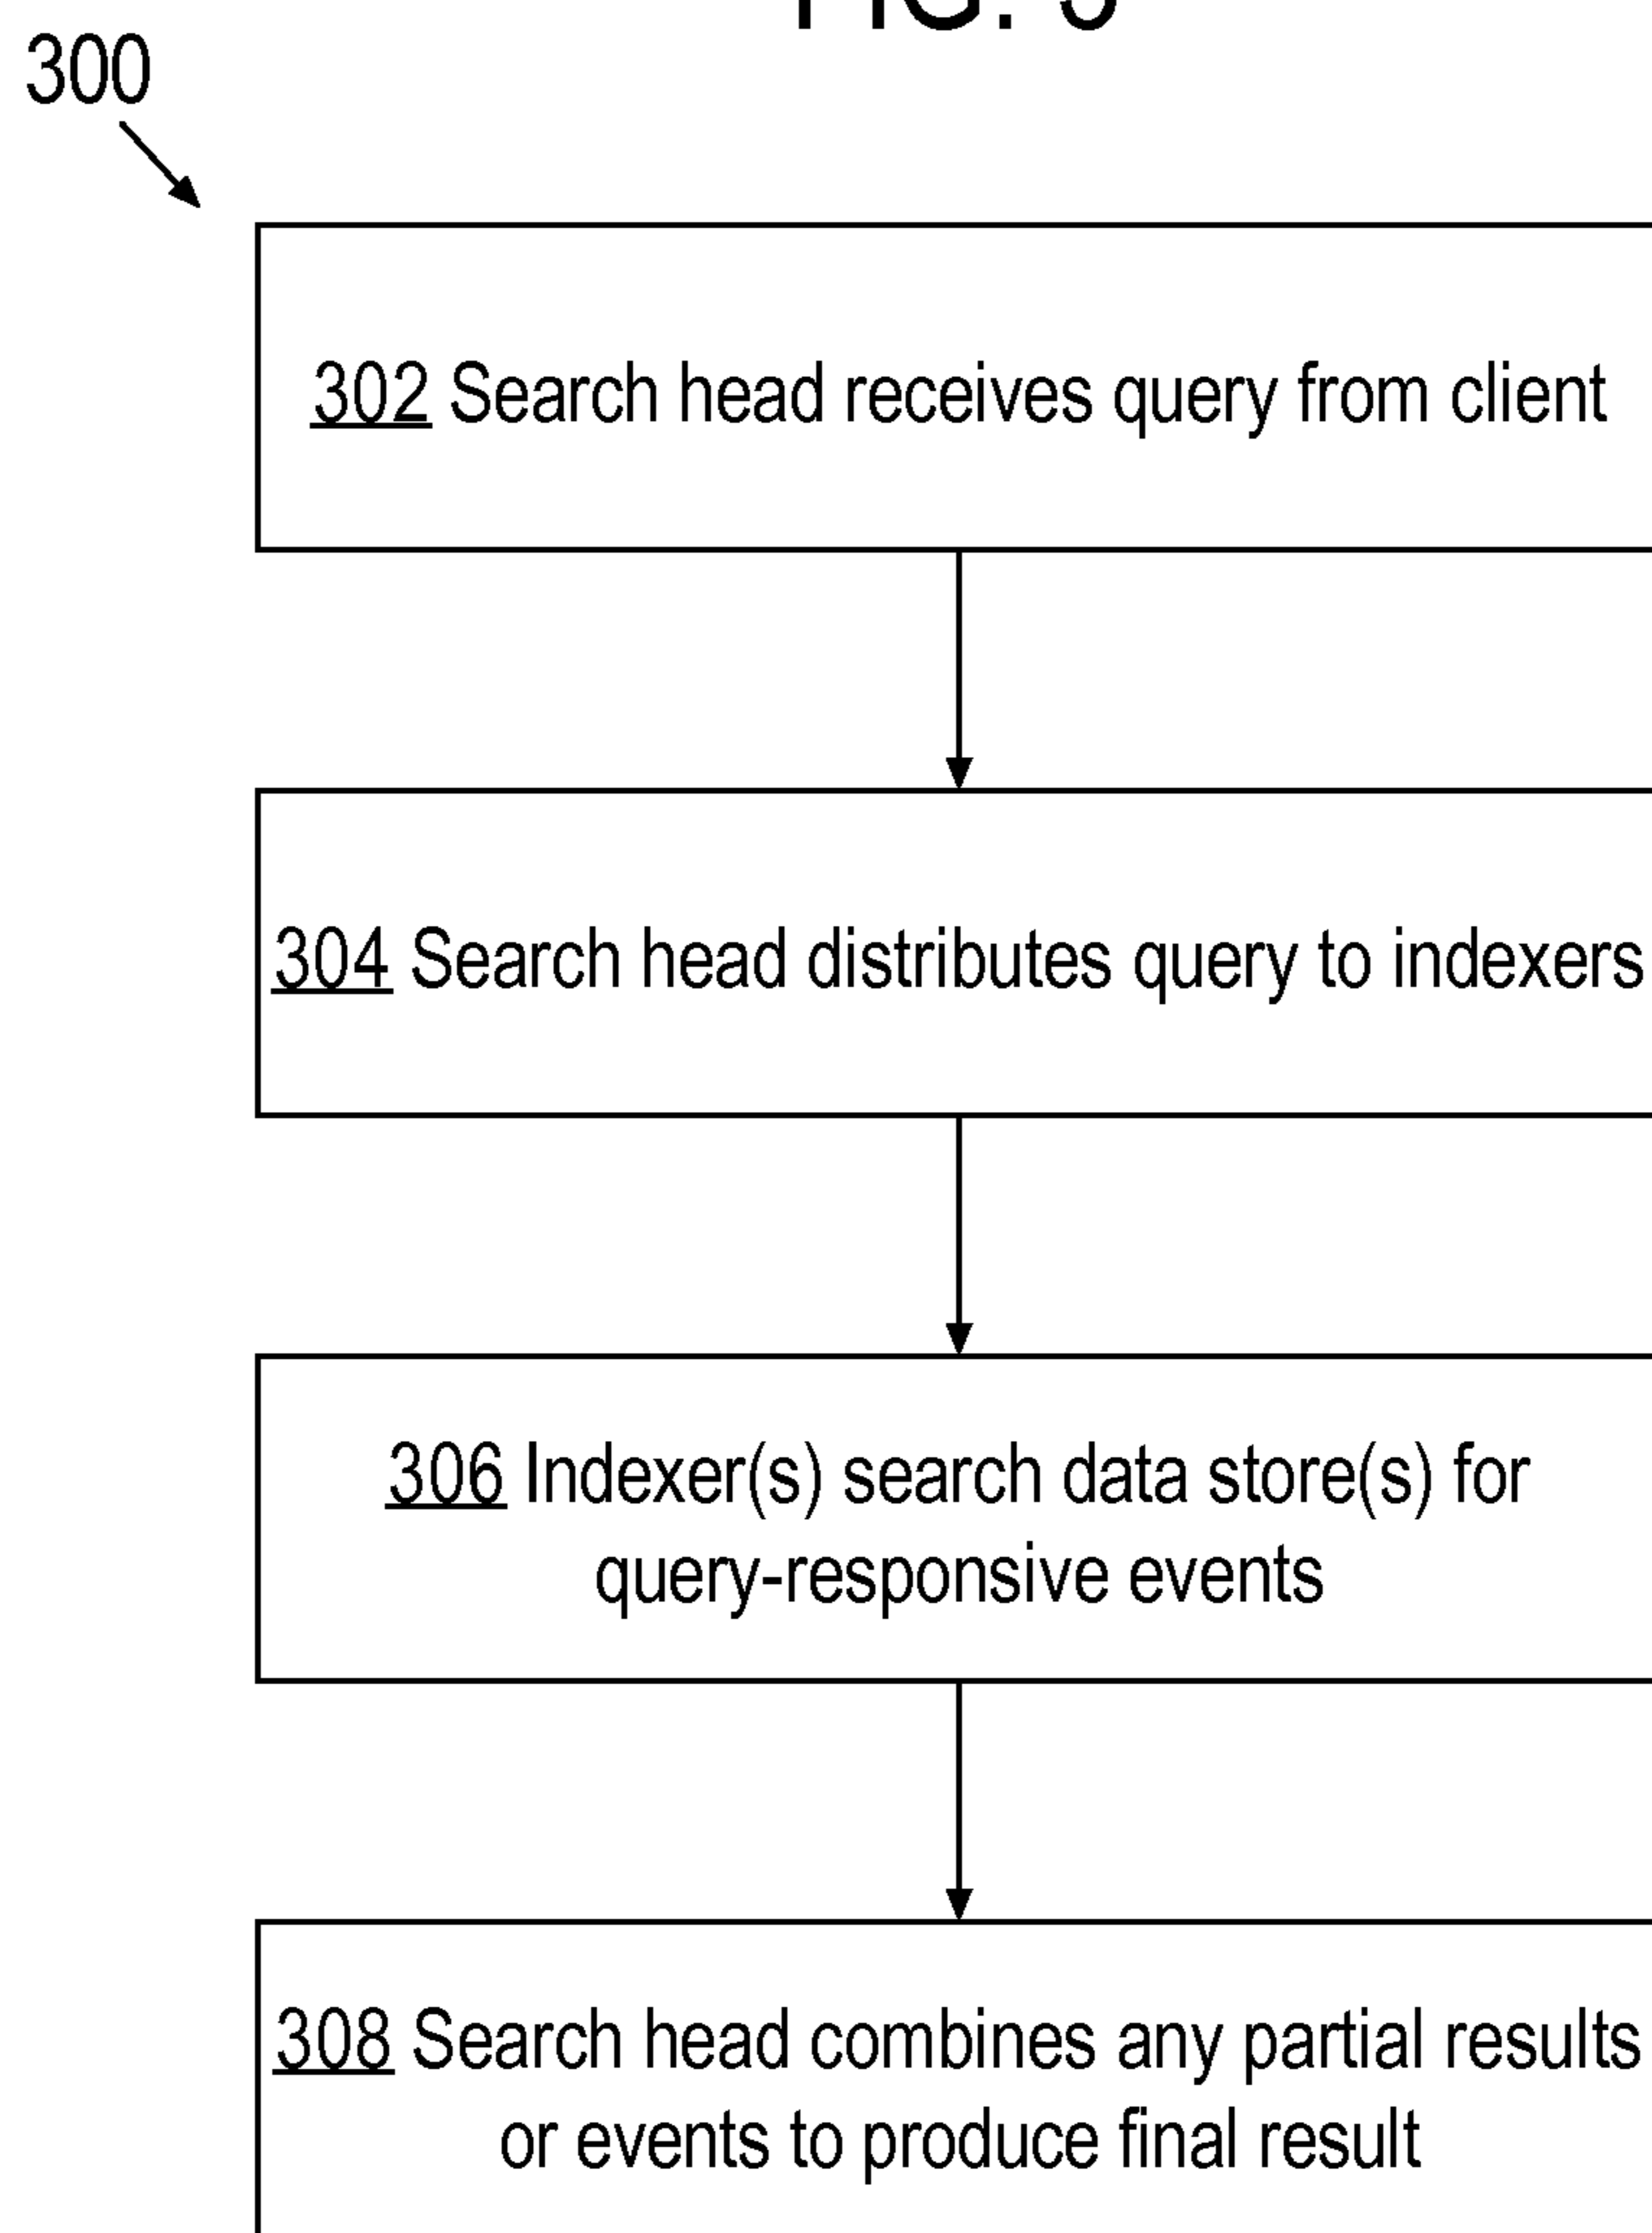 FIG.
300
302 Search head receives query from client
304 Search head distributes query to indexers
306 Indexer(s) search data store(s) for
query-responsive events
308 Search head combines any partial results
or events to produce final result